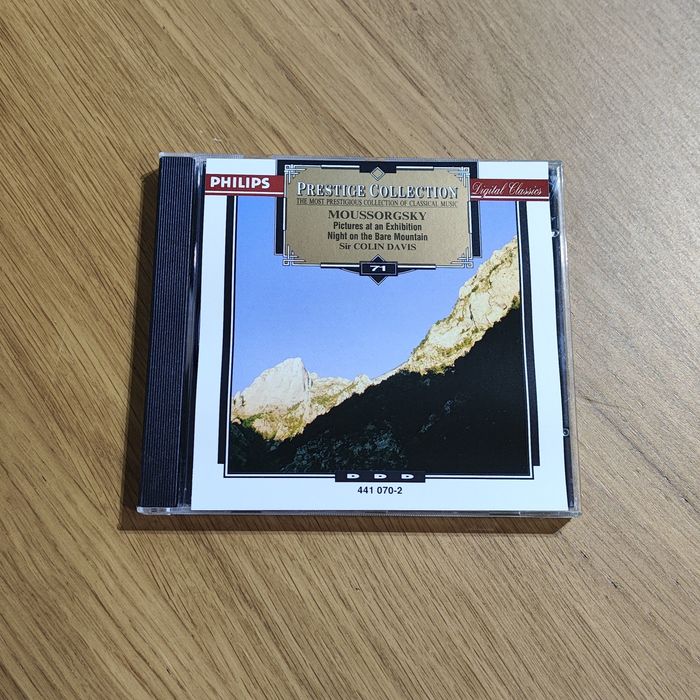 PHILIPS
PRESTIGE COLLECTION
Digital Classics
THE MOST PRESTIGIOUS COLLECTION OF CLASSICAL MUSIC
MOUSSORGSKY
Pictures at an Exhibition
Night on the Bare Mountain
Sir COLIN DAVIS
71
D D D
441 070-2